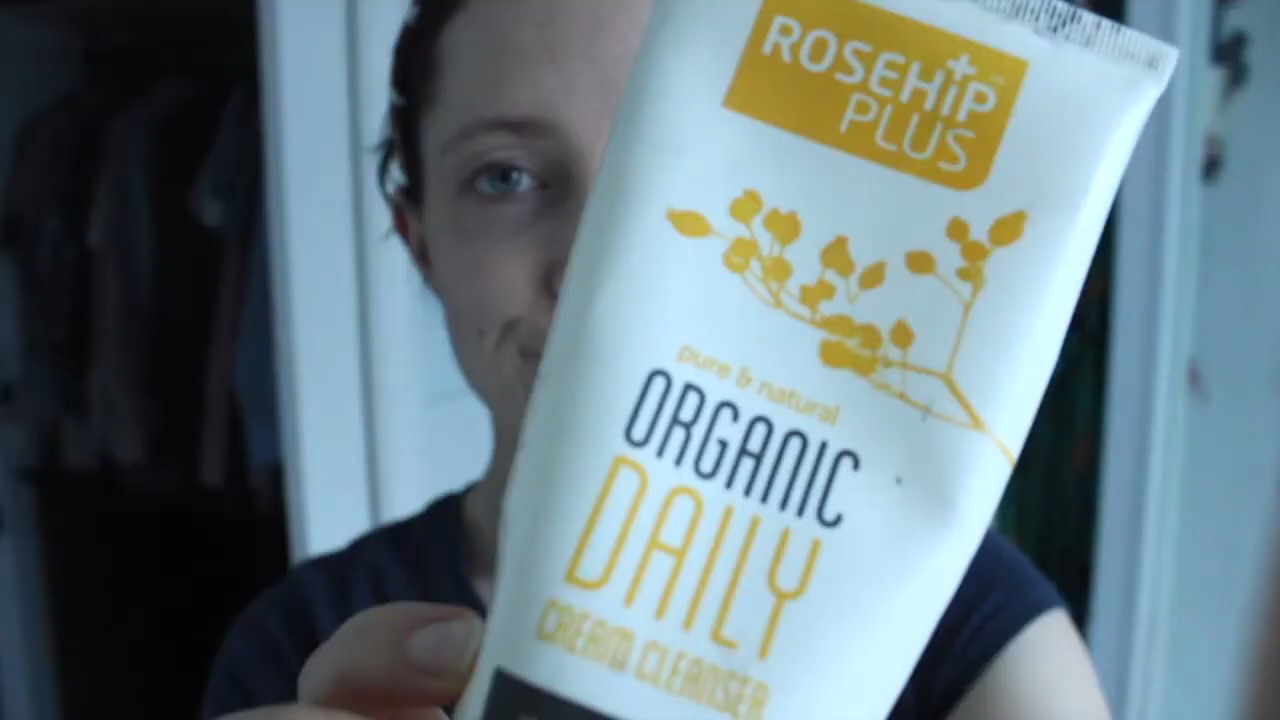 ROSEHiP
PLUS
pure & natural
ORGANIC
DAILY
CREAM CLEANSER